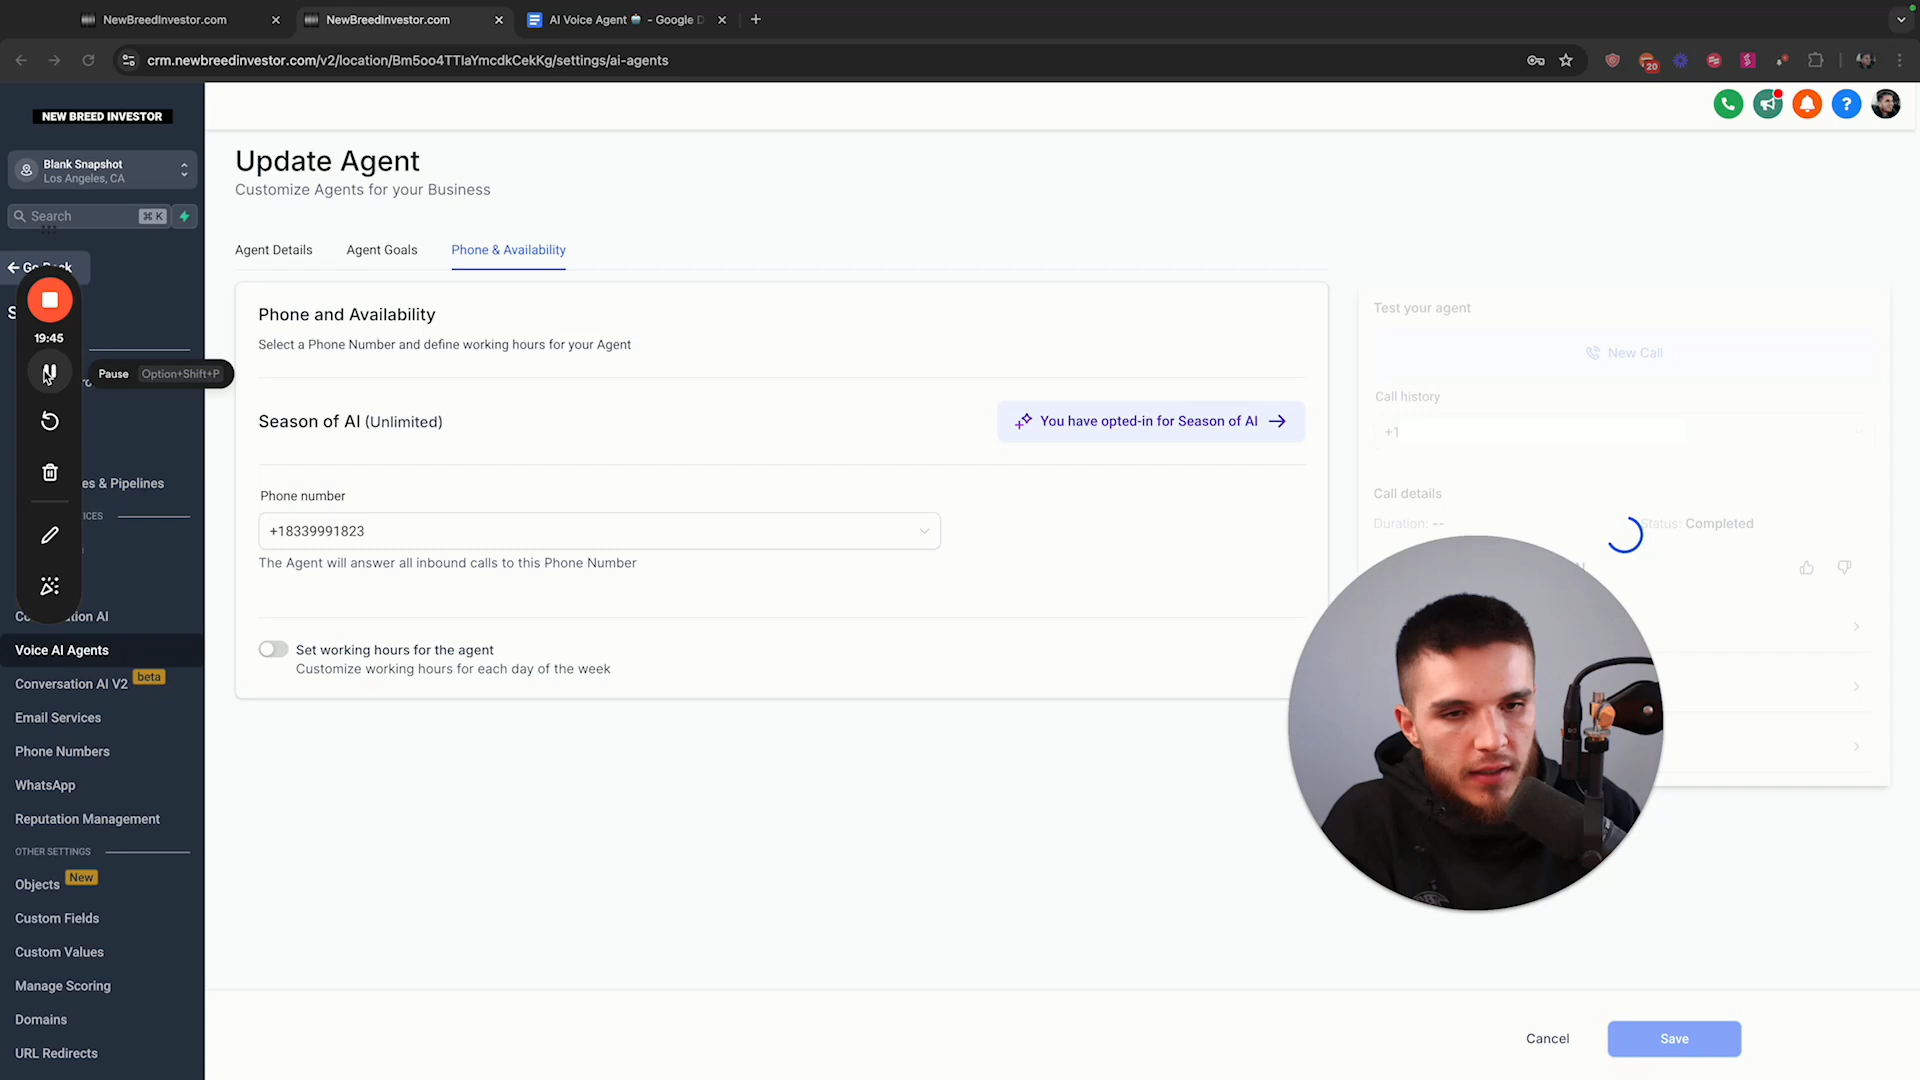 NewBreedInvestor.com
NewBreedInvestor.com
AI Voice Agent - Google D
crm.newbreedinvestor.com/v2/location/Bm5oo4TTIaYmcdkCekKg/settings/ai-agents
20
NEW BREED INVESTOR
Blank Snapshot
Los Angeles, CA
Search
⌘ K
Go Back
19:45
Pause Option+Shift+P
es & Pipelines
ICES
Voice AI Agents
Conversation AI V2 beta
Email Services
Phone Numbers
WhatsApp
Reputation Management
OTHER SETTINGS
Objects New
Custom Fields
Custom Values
Manage Scoring
Domains
URL Redirects
Update Agent
Customize Agents for your Business
Agent Details
Agent Goals
Phone & Availability
Phone and Availability
Select a Phone Number and define working hours for your Agent
Season of AI (Unlimited)
You have opted-in for Season of AI
Phone number
+18339991823
The Agent will answer all inbound calls to this Phone Number
Set working hours for the agent
Customize working hours for each day of the week
Test your agent
New Call
Call history
+1
Call details
Duration: --
Status: Completed
Cancel
Save